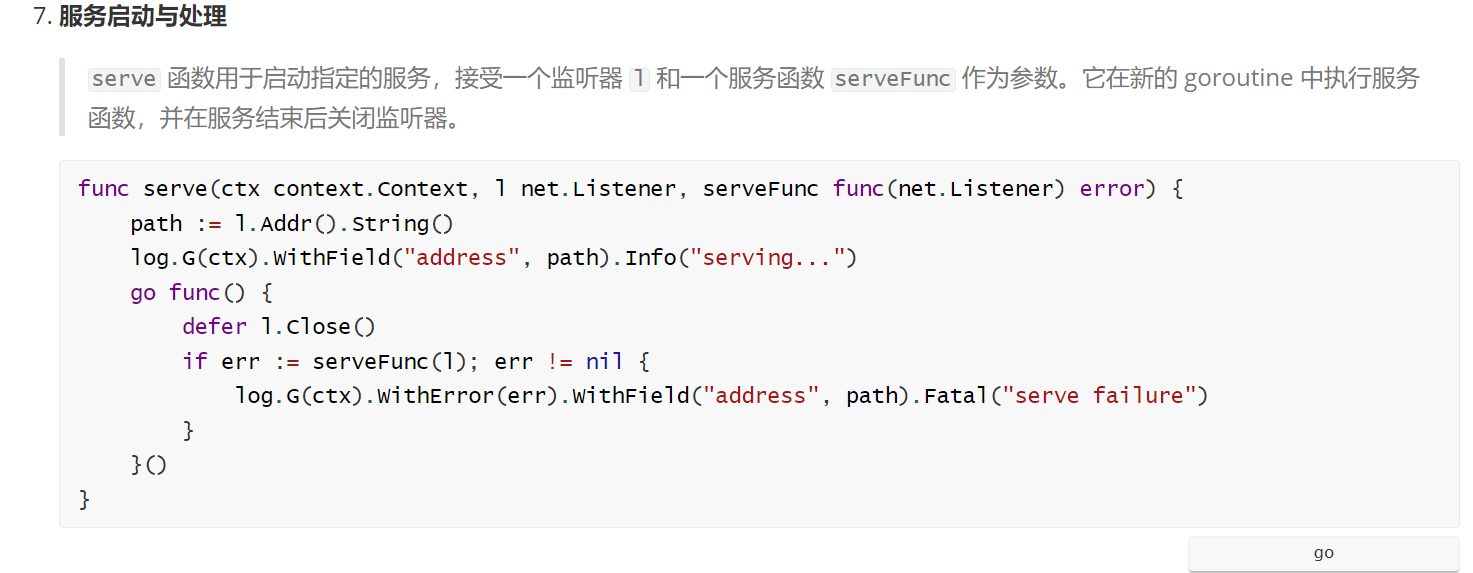 7. 服务启动与处理
serve 函数用于启动指定的服务，接受一个监听器 l 和一个服务函数 serveFunc 作为参数。它在新的 goroutine 中执行服务
函数，并在服务结束后关闭监听器。
func serve(ctx context.Context, l net.Listener, serveFunc func(net.Listener) error) {
    path := l.Addr().String()
    log.G(ctx).WithField("address", path).Info("serving...")
    go func() {
        defer l.Close()
        if err := serveFunc(l); err != nil {
            log.G(ctx).WithError(err).WithField("address", path).Fatal("serve failure")
        }
    }()
}
go